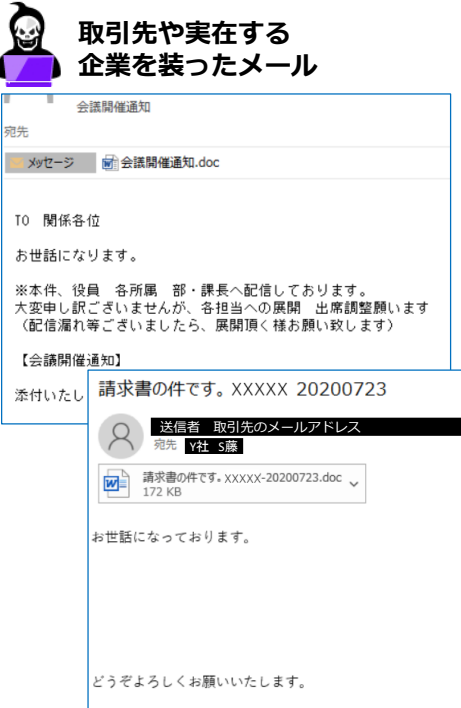 取引先や実在する
企業を装ったメール
会議開催通知
宛先
メッセージ 会議開催通知.doc
TO 関係各位
お世話になります。
※本件、役員 各所属 部・課長へ配信しております。
大変申し訳ございませんが、各担当への展開 出席調整願います
(配信漏れ等ございましたら、展開頂く様お願い致します)
【会議開催通知】
添付いたし
請求書の件です。XXXXX 20200723
送信者 取引先のメールアドレス
宛先 Y社 S藤
請求書の件です。XXXXX-20200723.doc
172 KB
お世話になっております。
どうぞよろしくお願いいたします。